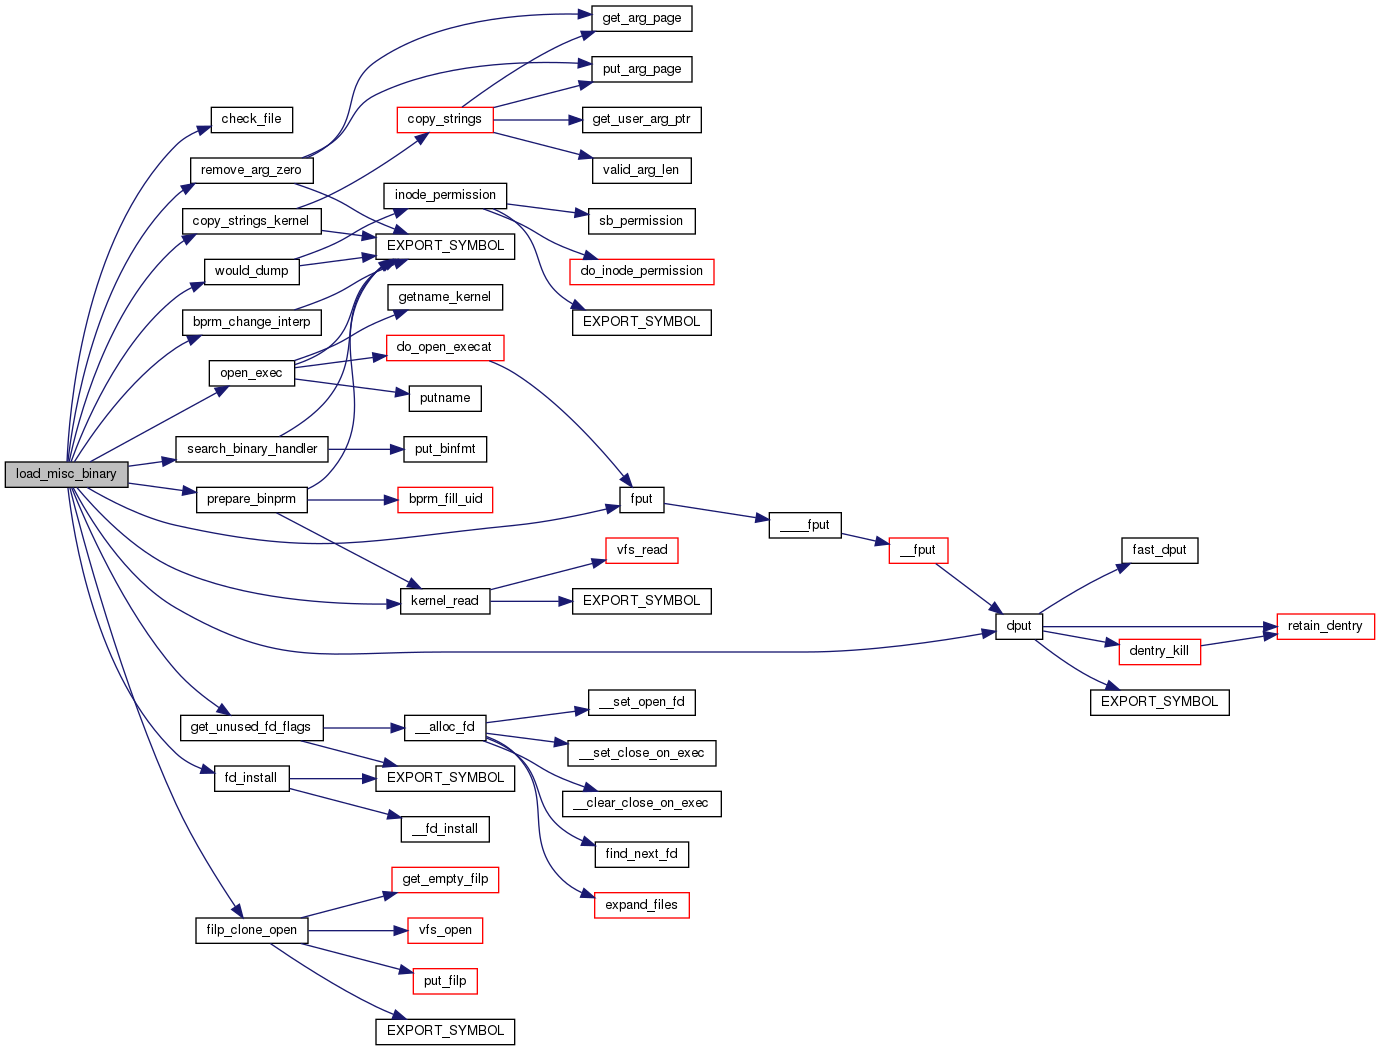 get_arg_page
put_arg_page
check_file
copy_strings
get_user_arg_ptr
remove_arg_zero
valid_arg_len
inode_permission
copy_strings_kernel
sb_permission
EXPORT_SYMBOL
would_dump
do_inode_permission
getname_kernel
bprm_change_interp
EXPORT_SYMBOL
do_open_execat
open_exec
putname
search_binary_handler
put_binfmt
load_misc_binary
prepare_binprm
bprm_fill_uid
fput
____fput
vfs_read
__fput
fast_dput
kernel_read
EXPORT_SYMBOL
dput
retain_dentry
dentry_kill
__set_open_fd
EXPORT_SYMBOL
get_unused_fd_flags
__alloc_fd
__set_close_on_exec
fd_install
EXPORT_SYMBOL
__clear_close_on_exec
__fd_install
find_next_fd
get_empty_filp
expand_files
filp_clone_open
vfs_open
put_filp
EXPORT_SYMBOL